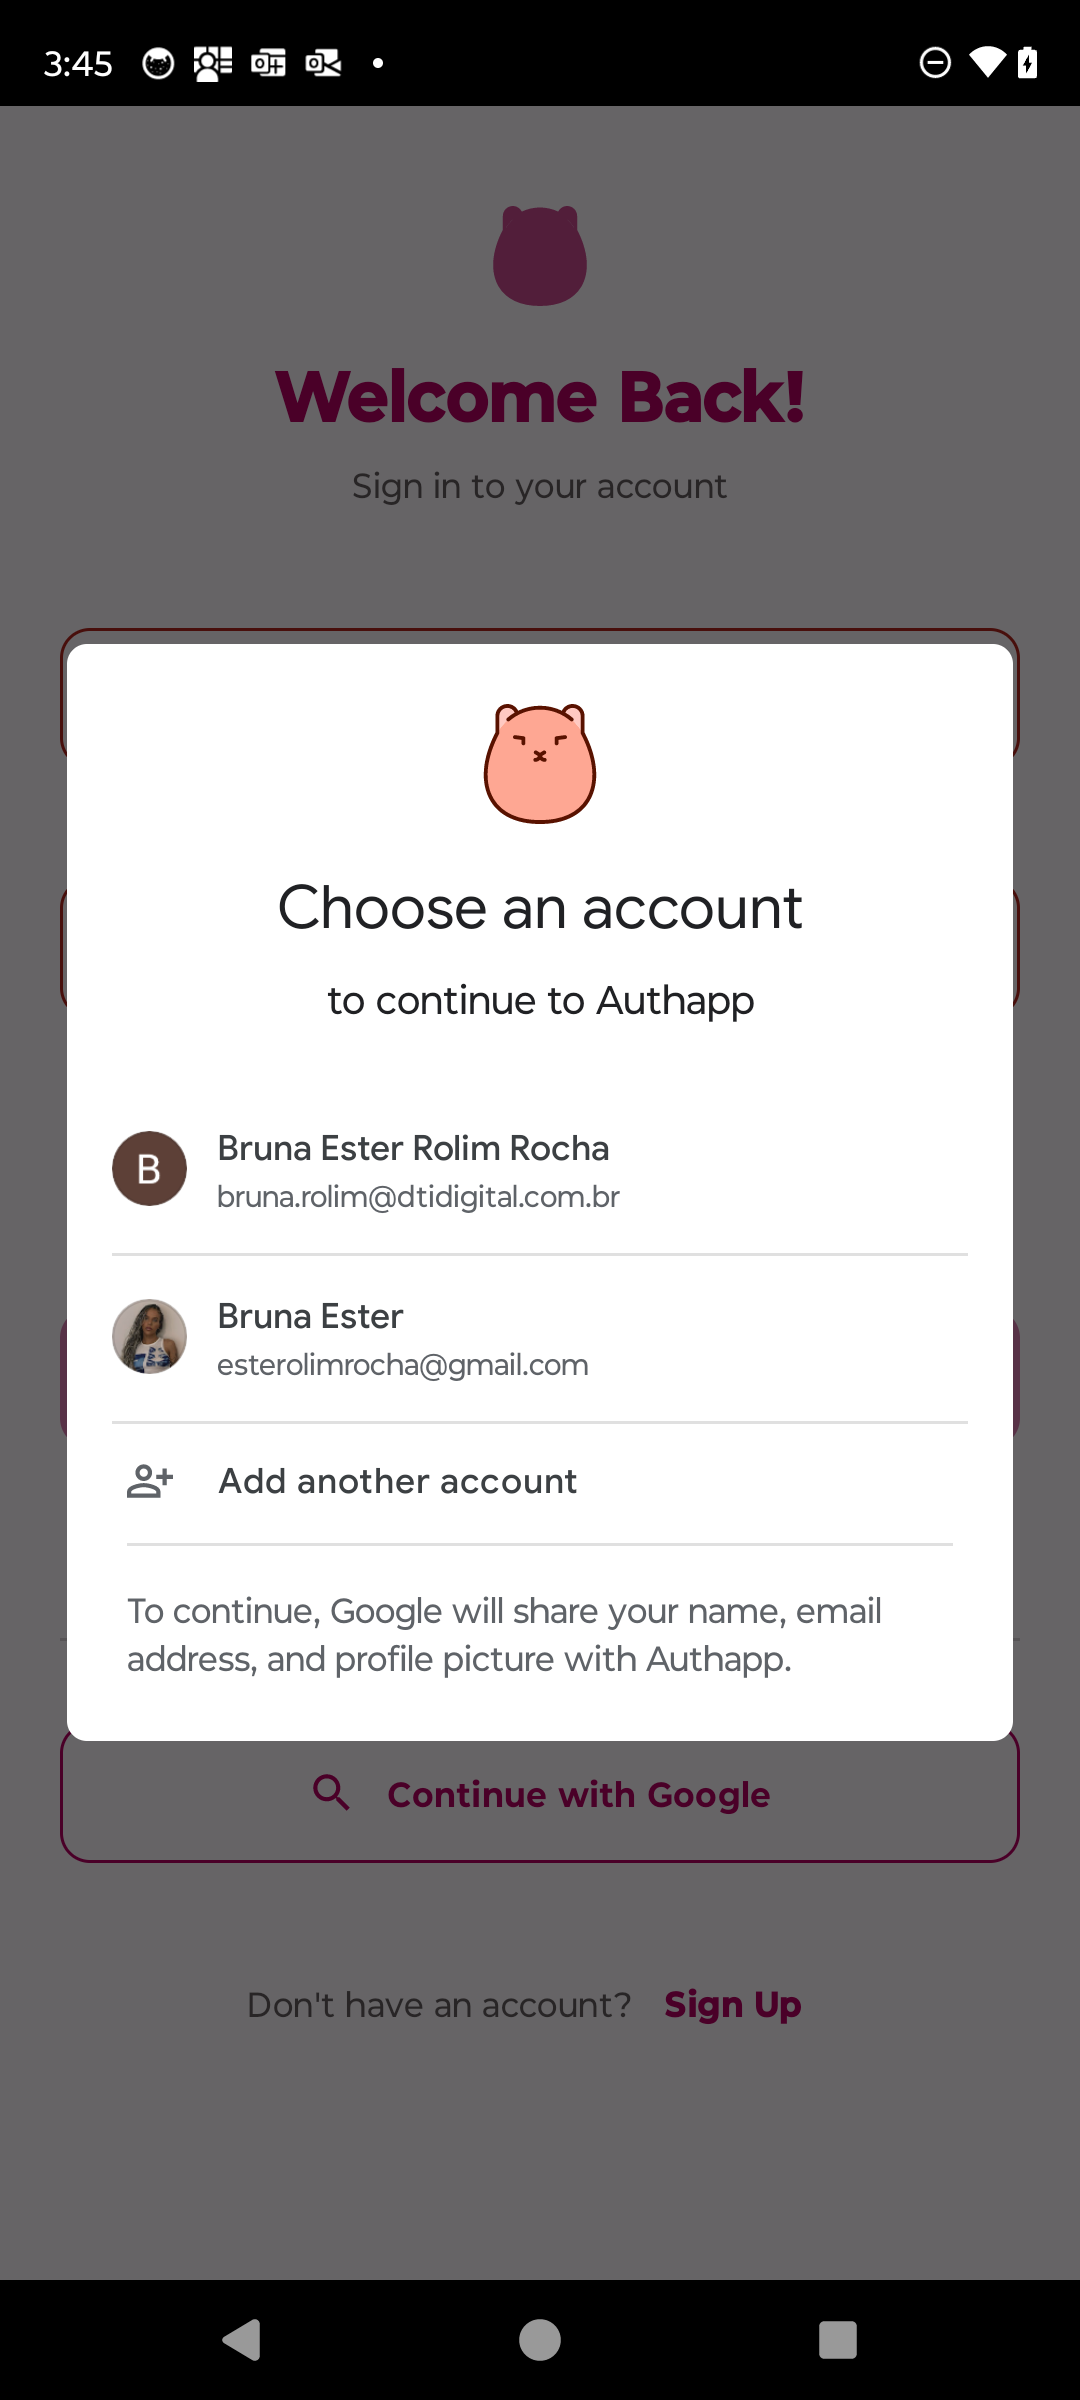 3:45
Welcome Back!
Sign in to your account
Choose an account
to continue to Authapp
B
Bruna Ester Rolim Rocha
bruna.rolim@dtidigital.com.br
Bruna Ester
esterolimrocha@gmail.com
Add another account
To continue, Google will share your name, email
address, and profile picture with Authapp.
Continue with Google
Don't have an account? Sign Up